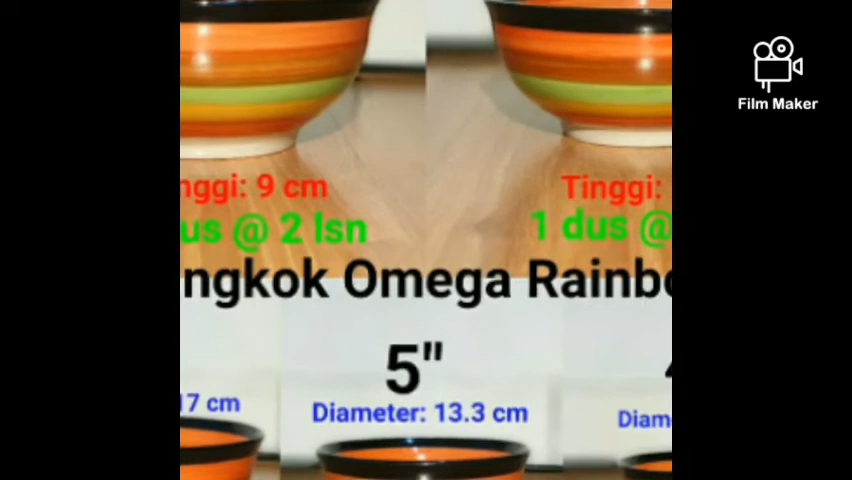 nggi: 9 cm
Tinggi:
us @ 2 lsn
1 dus @
ngkok Omega Rainbo
5"
17 cm
Diameter: 13.3 cm
Diam
Film Maker